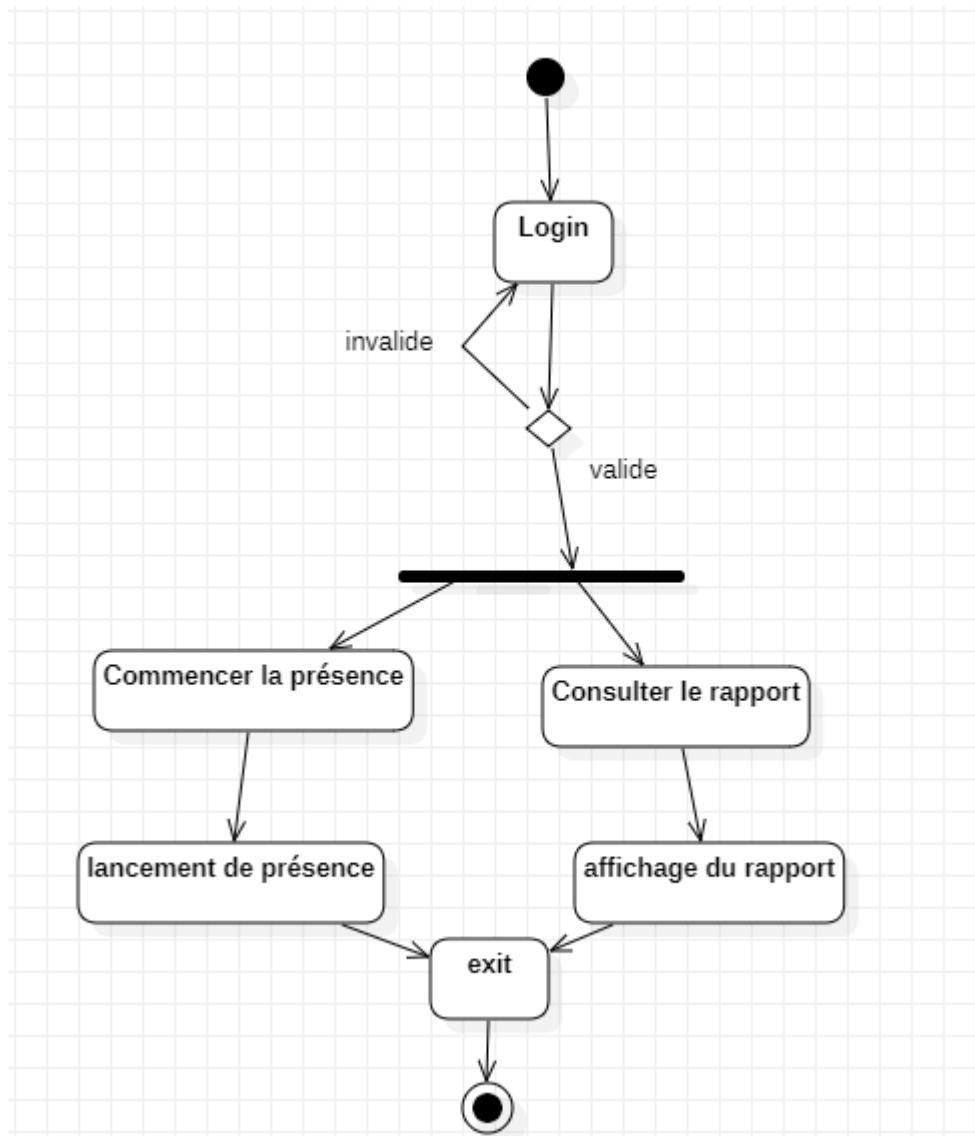 Login
invalide
valide
Commencer la présence
Consulter le rapport
lancement de présence
affichage du rapport
exit